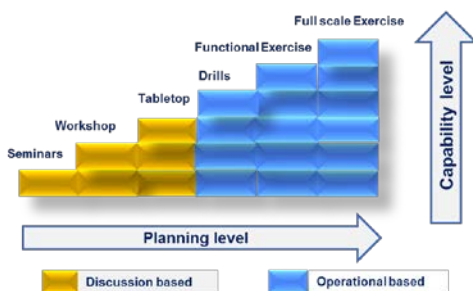 Full scale Exercise
Functional Exercise
Drills
Tabletop
Workshop
Seminars
Capability level
Planning level
Discussion based
Operational based